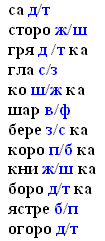 са д/т
сторо ж/ш
гря д /т ка
гла с/з
ко ш/ж ка
шар в/ф
бере з/с ка
коро п/б ка
кни ж/ш ка
боро д/т ка
ястре б/п
огоро д/т